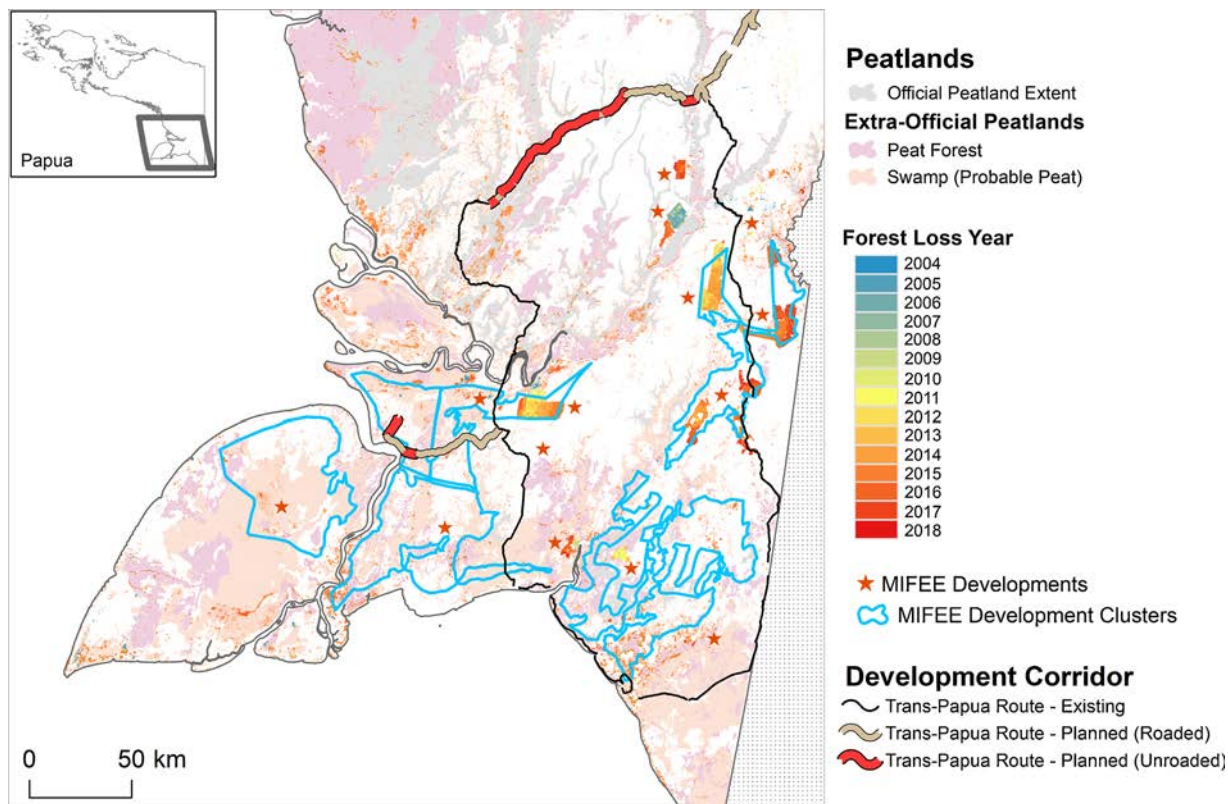 Papua
0 50 km
Peatlands
Official Peatland Extent
Extra-Official Peatlands
Peat Forest
Swamp (Probable Peat)
Forest Loss Year
2004
2005
2006
2007
2008
2009
2010
2011
2012
2013
2014
2015
2016
2017
2018
MIFEE Developments
MIFEE Development Clusters
Development Corridor
Trans-Papua Route - Existing
Trans-Papua Route - Planned (Roaded)
Trans-Papua Route - Planned (Unroaded)